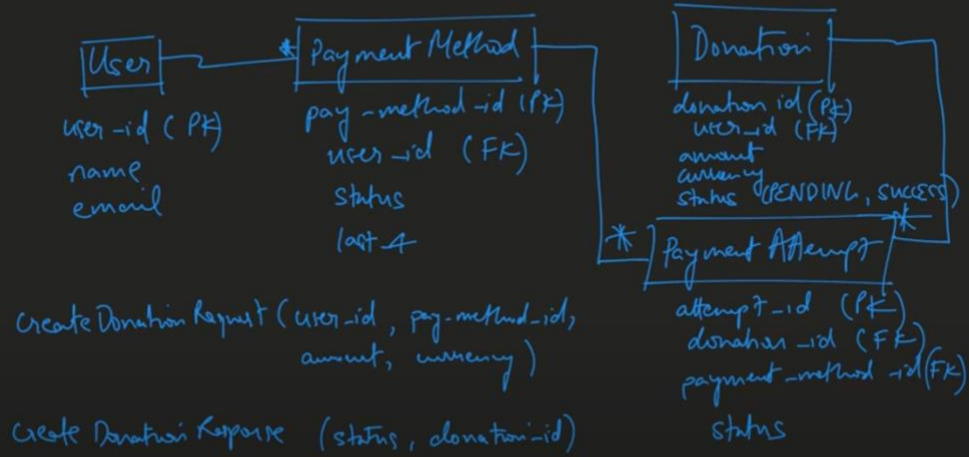 User
user-id (PK)
name
email
* Payment Method
pay-method-id (PK)
user-id (FK)
status
last 4
Donation
donation id (PK)
user-id (FK)
amount
currency
status (PENDING, SUCCESS)
* Payment Attempt *
attempt-id (PK)
donation-id (FK)
payment-method-id (FK)
status
Create Donation Request (user-id, pay-method-id,
amount, currency)
Create Donation Response (status, donation-id)